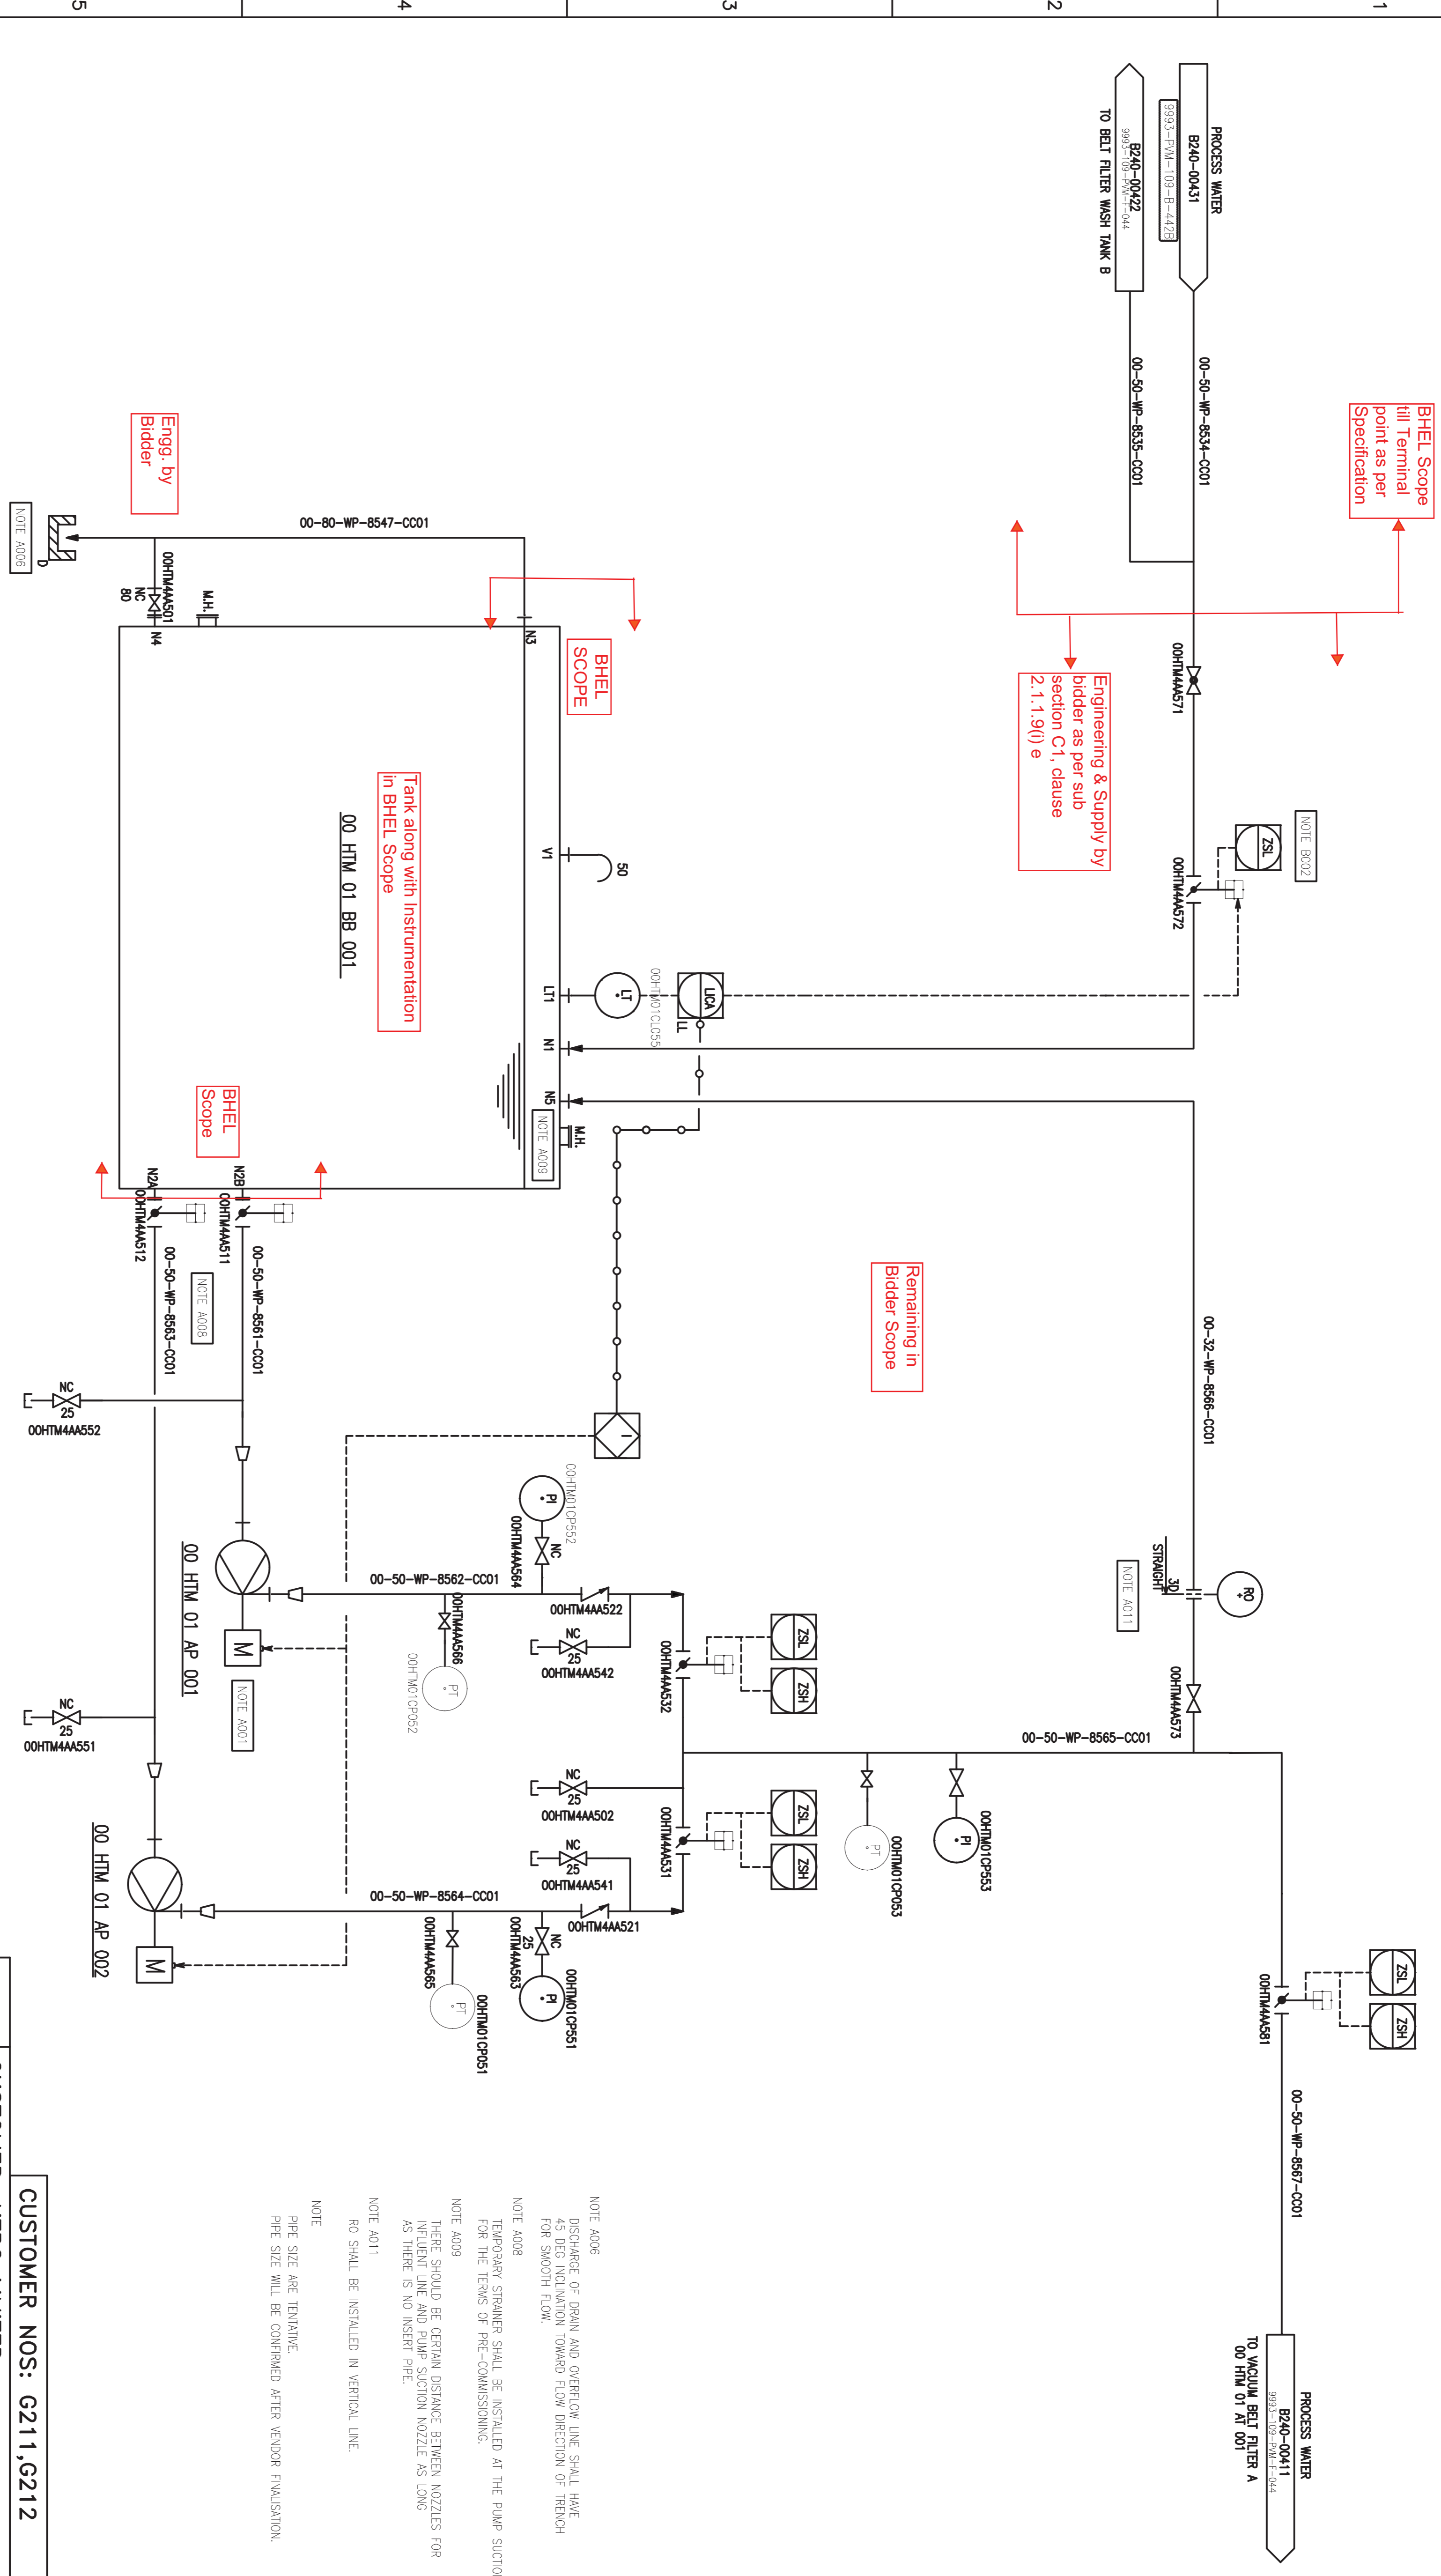 5
4
3
2
1
PROCESS WATER
B240-00431
9993-PVM-109-B-442B
B240-00422
9993-109-PVM-F-044
TO BELT FILTER WASH TANK B
00-50-WP-8534-CC01
00-50-WP-8535-CC01
BHEL Scope
till Terminal
point as per
Specification
Engineering & Supply by
bidder as per sub
section C1, clause
2.1.1.9(i) e
00HTM4AA571
NOTE B002
ZSL
00HTM4AA572
Engg. by
Bidder
00-80-WP-8547-CC01
NOTE A006
D
00HTM4AA501
NC
80
N4
M.H.
N3
BHEL
SCOPE
V1
50
Tank along with Instrumentation
in BHEL Scope
00 HTM 01 BB 001
LT1
LT
00HTM01CL055
LICA
LL
N1
N5
M.H.
NOTE A009
BHEL
Scope
N2A
00HTM4AA512
N2B
00HTM4AA511
00-50-WP-8563-CC01
NOTE A008
00-50-WP-8561-CC01
Remaining in
Bidder Scope
00-32-WP-8566-CC01
NC
25
00HTM4AA552
I
PI
00HTM01CP552
00HTM4AA564
NC
00 HTM 01 AP 001
M
NOTE A001
00-50-WP-8562-CC01
00HTM4AA566
PT
00HTM01CP052
00HTM4AA522
NC
25
00HTM4AA542
00HTM4AA532
ZSL
ZSH
3D
STRAIGHT
RO
NOTE A011
00HTM4AA573
00-50-WP-8565-CC01
NC
25
00HTM4AA551
NC
25
00HTM4AA502
NC
25
00HTM4AA541
00HTM4AA531
ZSL
ZSH
PT
00HTM01CP053
PI
00HTM01CP553
00 HTM 01 AP 002
M
00-50-WP-8564-CC01
00HTM4AA521
00HTM4AA565
PT
00HTM01CP051
NC
25
00HTM4AA563
PI
00HTM01CP551
ZSL
ZSH
00HTM4AA581
00-50-WP-8567-CC01
PROCESS WATER
B240-00411
9993-109-PVM-F-044
TO VACUUM BELT FILTER A
00 HTM 01 AT 001
NOTE A006
DISCHARGE OF DRAIN AND OVERFLOW LINE SHALL HAVE
45 DEG INCLINATION TOWARD FLOW DIRECTION OF TRENCH
FOR SMOOTH FLOW.
NOTE A008
TEMPORARY STRAINER SHALL BE INSTALLED AT THE PUMP SUCTION
FOR THE TERMS OF PRE-COMMISSIONING.
NOTE A009
THERE SHOULD BE CERTAIN DISTANCE BETWEEN NOZZLES FOR
INFLUENT LINE AND PUMP SUCTION NOZZLE AS LONG
AS THERE IS NO INSERT PIPE.
NOTE A011
RO SHALL BE INSTALLED IN VERTICAL LINE.
NOTE
PIPE SIZE ARE TENTATIVE.
PIPE SIZE WILL BE CONFIRMED AFTER VENDOR FINALISATION.
CUSTOMER NOS: G211,G212